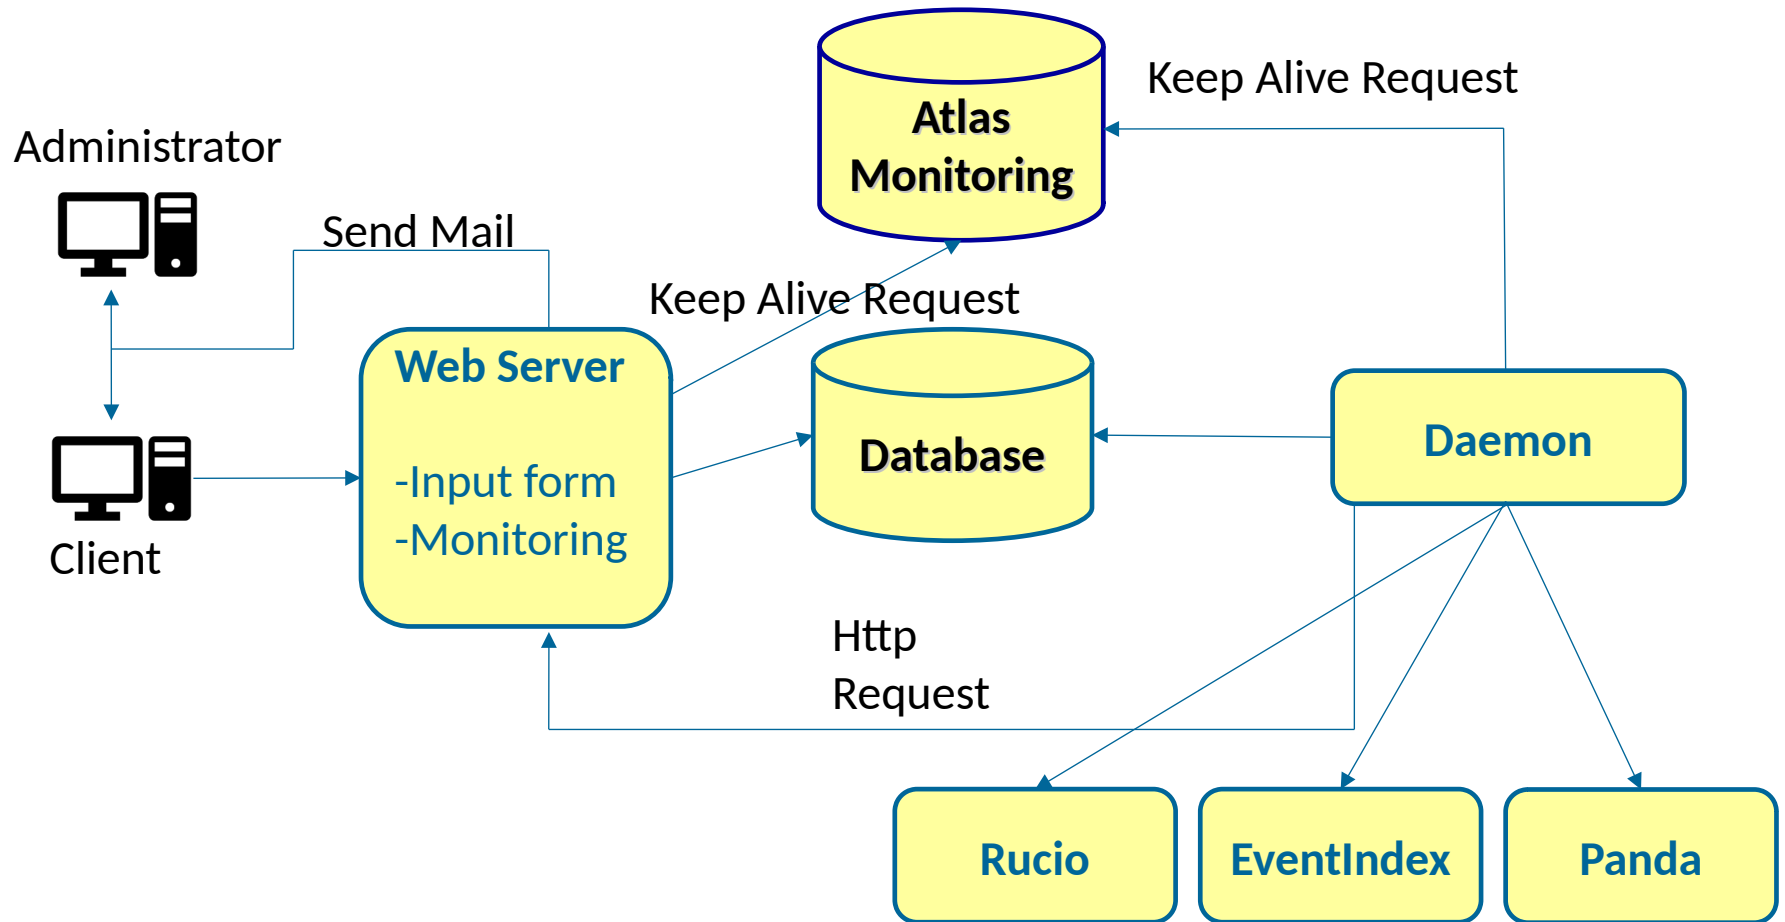 Atlas
Monitoring
Keep Alive Request
Administrator
Send Mail
Keep Alive Request
Web Server
-Input form
-Monitoring
Database
Daemon
Client
Http
Request
Rucio
EventIndex
Panda